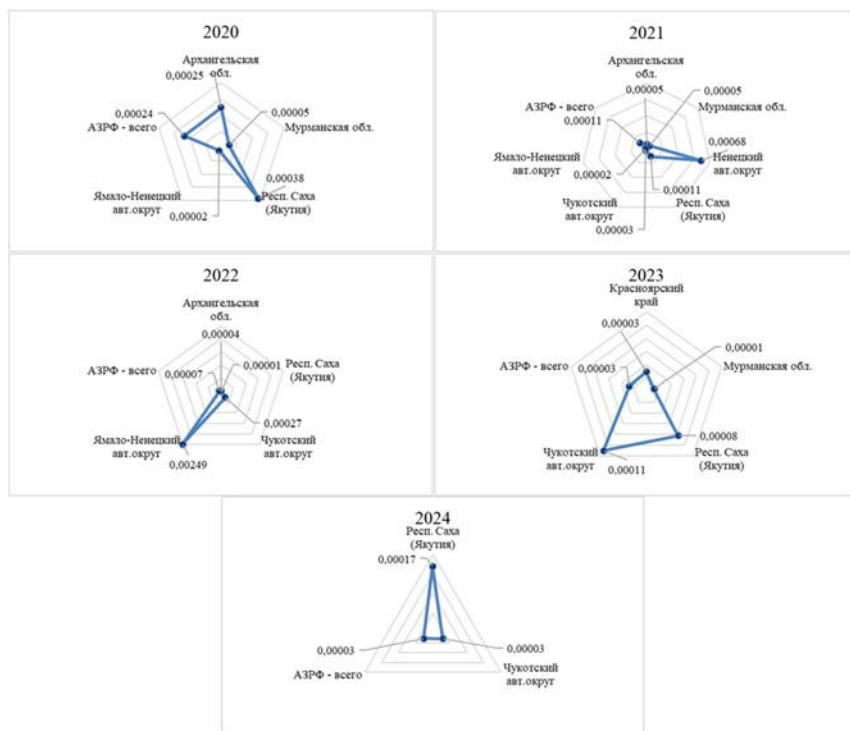 2020
Архангельская
обл.
0,00025
0,00024
0,00005
АЗРФ - всего
Мурманская обл.
0,00038
Ямало-Ненецкий
авт.округ
Респ. Саха
(Якутия)
0,00002
2021
Архангельская
обл.
0,00005
0,00005
АЗРФ - всего
Мурманская обл.
0,00011
0,00068
Ямало-Ненецкий
авт.округ
Ненецкий
авт.округ
0,00002
0,00011
Чукотский
авт.округ
Респ. Саха
(Якутия)
0,00003
2022
Архангельская
обл.
0,00004
АЗРФ - всего
0,00007
0,00001
Респ. Саха
(Якутия)
0,00027
Ямало-Ненецкий
авт.округ
Чукотский
авт.округ
0,00249
2023
Красноярский
край
0,00003
0,00001
АЗРФ - всего
0,00003
Мурманская обл.
0,00008
Чукотский
авт.округ
Респ. Саха
(Якутия)
0,00011
2024
Респ. Саха
(Якутия)
0,00017
0,00003
0,00003
АЗРФ - всего
Чукотский
авт.округ